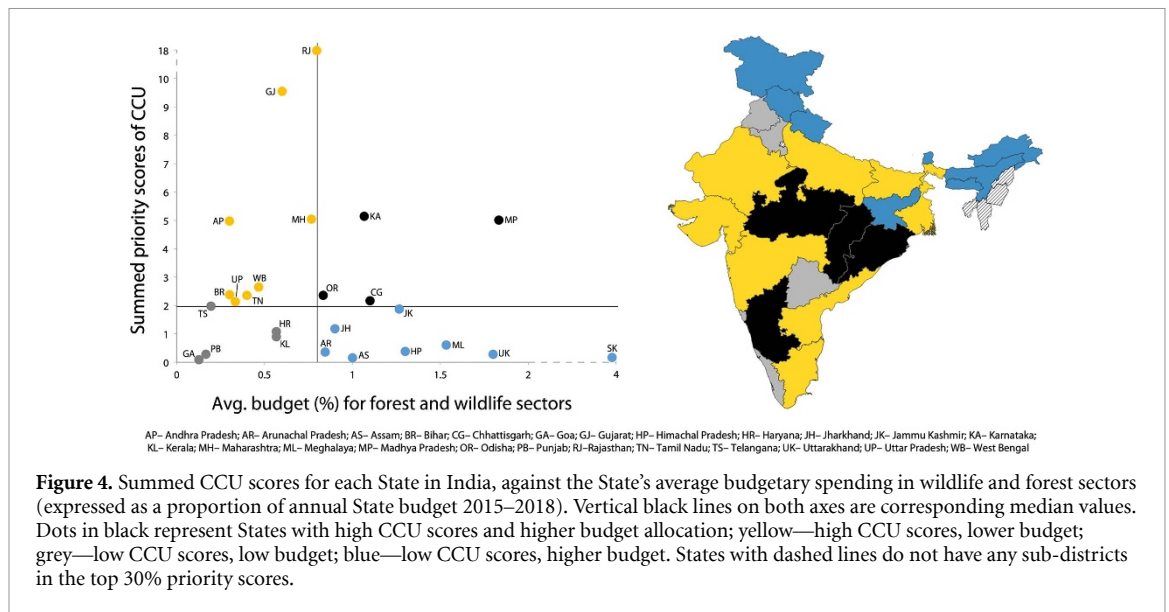 18
10
9
8
7
6
5
4
3
2
1
0
Summed priority scores of CCU
RJ
GJ
AP
MH
KA
MP
UP
WB
BR
TN
OR
CG
TS
JK
HR
KL
JH
GA
PB
AR
AS
HP
ML
UK
SK
0 0.5 1 1.5 2 4
Avg. budget (%) for forest and wildlife sectors
AP– Andhra Pradesh; AR– Arunachal Pradesh; AS– Assam; BR– Bihar; CG– Chhattisgarh; GA– Goa; GJ– Gujarat; HP– Himachal Pradesh; HR– Haryana; JH– Jharkhand; JK– Jammu Kashmir; KA– Karnataka;
KL– Kerala; MH– Maharashtra; ML– Meghalaya; MP– Madhya Pradesh; OR– Odisha; PB– Punjab; RJ–Rajasthan; TN– Tamil Nadu; TS– Telangana; UK– Uttarakhand; UP– Uttar Pradesh; WB– West Bengal
Figure 4. Summed CCU scores for each State in India, against the State's average budgetary spending in wildlife and forest sectors
(expressed as a proportion of annual State budget 2015–2018). Vertical black lines on both axes are corresponding median values.
Dots in black represent States with high CCU scores and higher budget allocation; yellow—high CCU scores, lower budget;
grey—low CCU scores, low budget; blue—low CCU scores, higher budget. States with dashed lines do not have any sub-districts
in the top 30% priority scores.